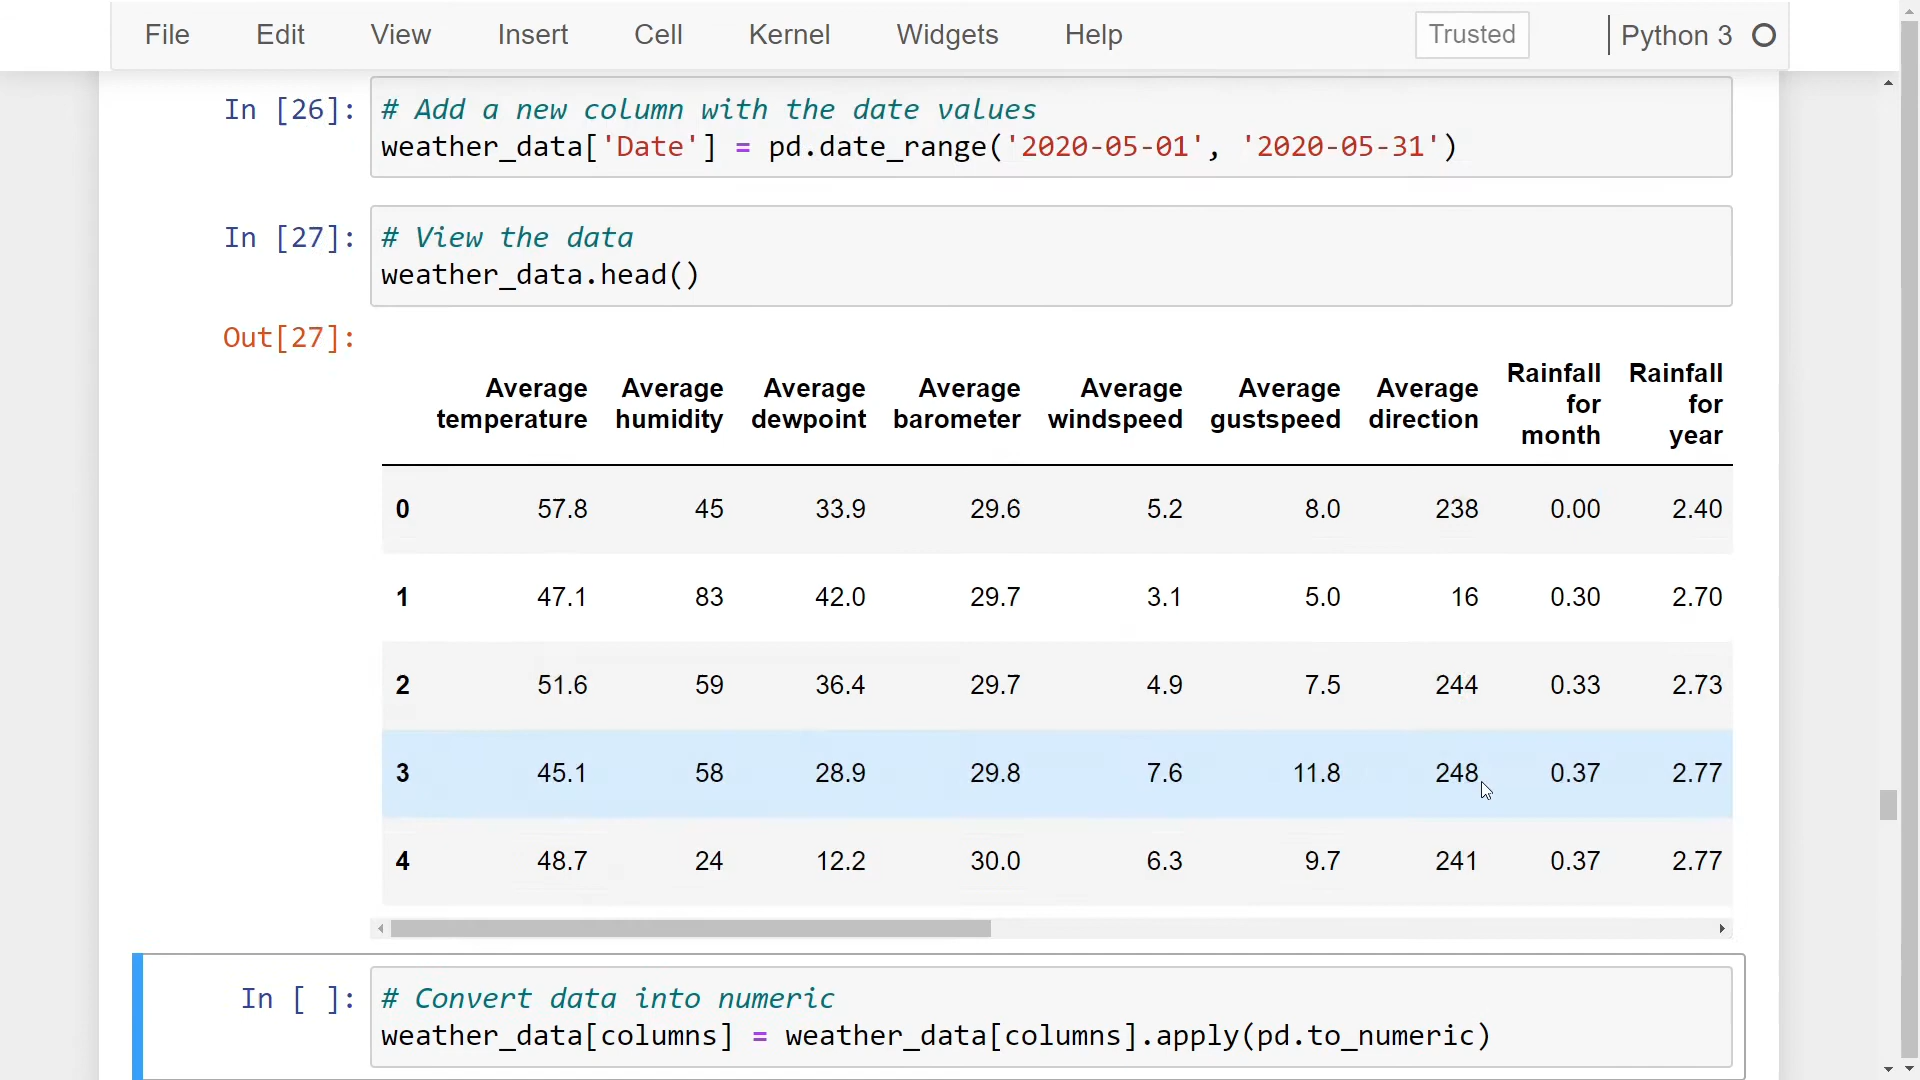 File Edit View Insert Cell Kernel Widgets Help Trusted Python 3
In [26]: # Add a new column with the date values
weather_data['Date'] = pd.date_range('2020-05-01', '2020-05-31')
In [27]: # View the data
weather_data.head()
Out[27]:
Average temperature Average humidity Average dewpoint Average barometer Average windspeed Average gustspeed Average direction Rainfall for month Rainfall for year
0 57.8 45 33.9 29.6 5.2 8.0 238 0.00 2.40
1 47.1 83 42.0 29.7 3.1 5.0 16 0.30 2.70
2 51.6 59 36.4 29.7 4.9 7.5 244 0.33 2.73
3 45.1 58 28.9 29.8 7.6 11.8 248 0.37 2.77
4 48.7 24 12.2 30.0 6.3 9.7 241 0.37 2.77
In [ ]: # Convert data into numeric
weather_data[columns] = weather_data[columns].apply(pd.to_numeric)